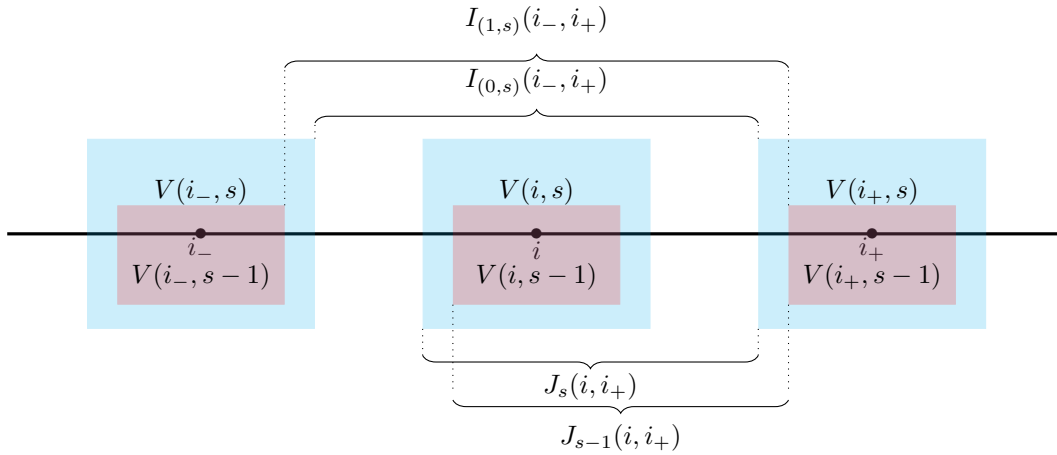 I_{(1,s)}(i_-, i_+)
I_{(0,s)}(i_-, i_+)
V(i_-, s) V(i, s) V(i_+, s)
i_- i i_+
V(i_-, s − 1) V(i, s − 1) V(i_+, s − 1)
J_s(i, i_+)
J_{s−1}(i, i_+)